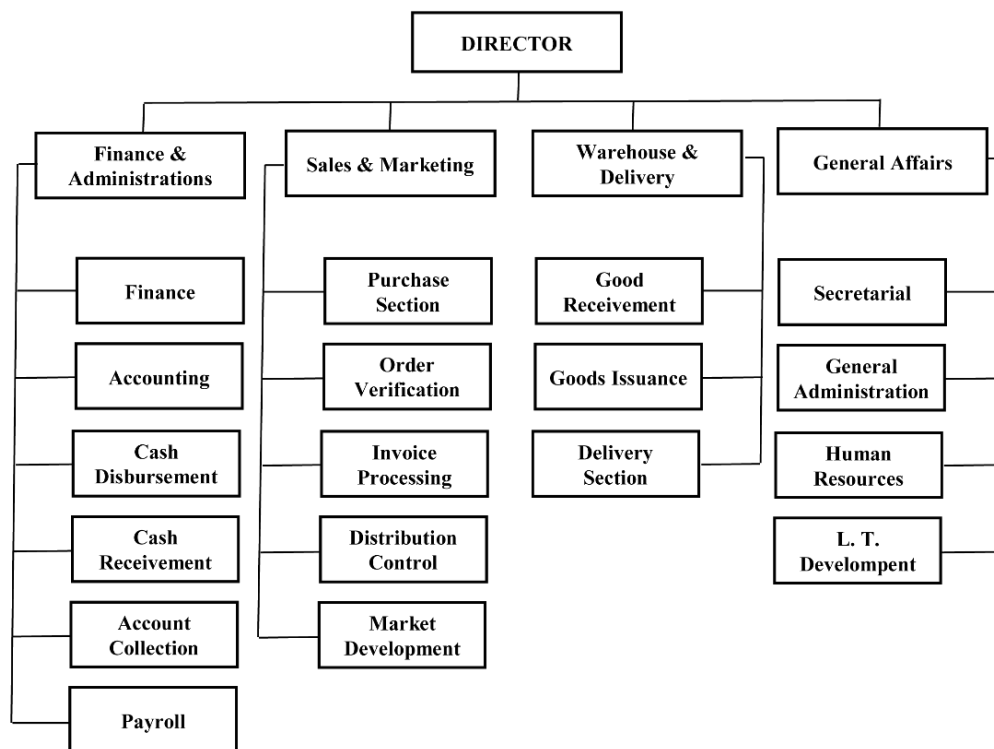 DIRECTOR
Finance &
Administrations
Sales & Marketing
Warehouse &
Delivery
General Affairs
Finance
Accounting
Cash
Disbursement
Cash
Receivement
Account
Collection
Payroll
Purchase
Section
Order
Verification
Invoice
Processing
Distribution
Control
Market
Development
Good
Receivement
Goods Issuance
Delivery
Section
Secretarial
General
Administration
Human
Resources
L. T.
Develompent